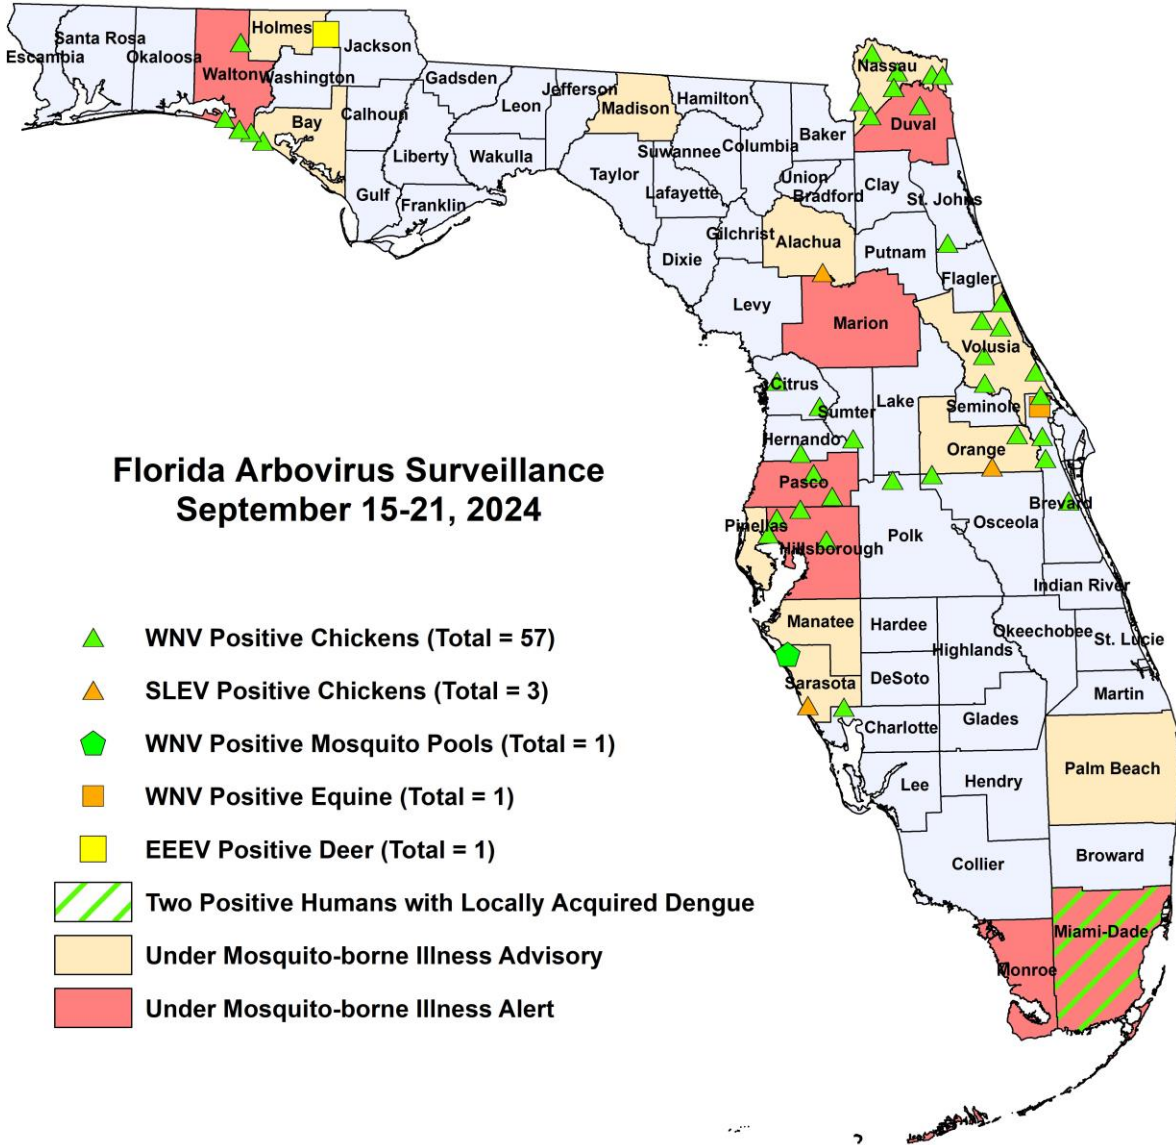 Holmes
Santa Rosa
Jackson
Escambia
Okaloosa
Walton
Washington
Gadsden
Jefferson
Hamilton
Nassau
Leon
Madison
Calhoun
Bay
Duval
Baker
Suwannee
Columbia
Liberty
Wakulla
Taylor
Union
Clay
Lafayette
Bradford
St. Johns
Gulf
Franklin
Gilchrist
Alachua
Putnam
Dixie
Flagler
Levy
Marion
Volusia
Citrus
Lake
Sumter
Seminole
Hernando
Orange
Florida Arbovirus Surveillance
September 15-21, 2024
Pasco
Brevard
Pinellas
Osceola
Polk
Hillsborough
Indian River
Manatee
Hardee
Okeechobee
St. Lucie
Highlands
Sarasota
DeSoto
Martin
Glades
Charlotte
Palm Beach
Lee
Hendry
Broward
Collier
Miami-Dade
Monroe
WNV Positive Chickens (Total = 57)
SLEV Positive Chickens (Total = 3)
WNV Positive Mosquito Pools (Total = 1)
WNV Positive Equine (Total = 1)
EEEV Positive Deer (Total = 1)
Two Positive Humans with Locally Acquired Dengue
Under Mosquito-borne Illness Advisory
Under Mosquito-borne Illness Alert